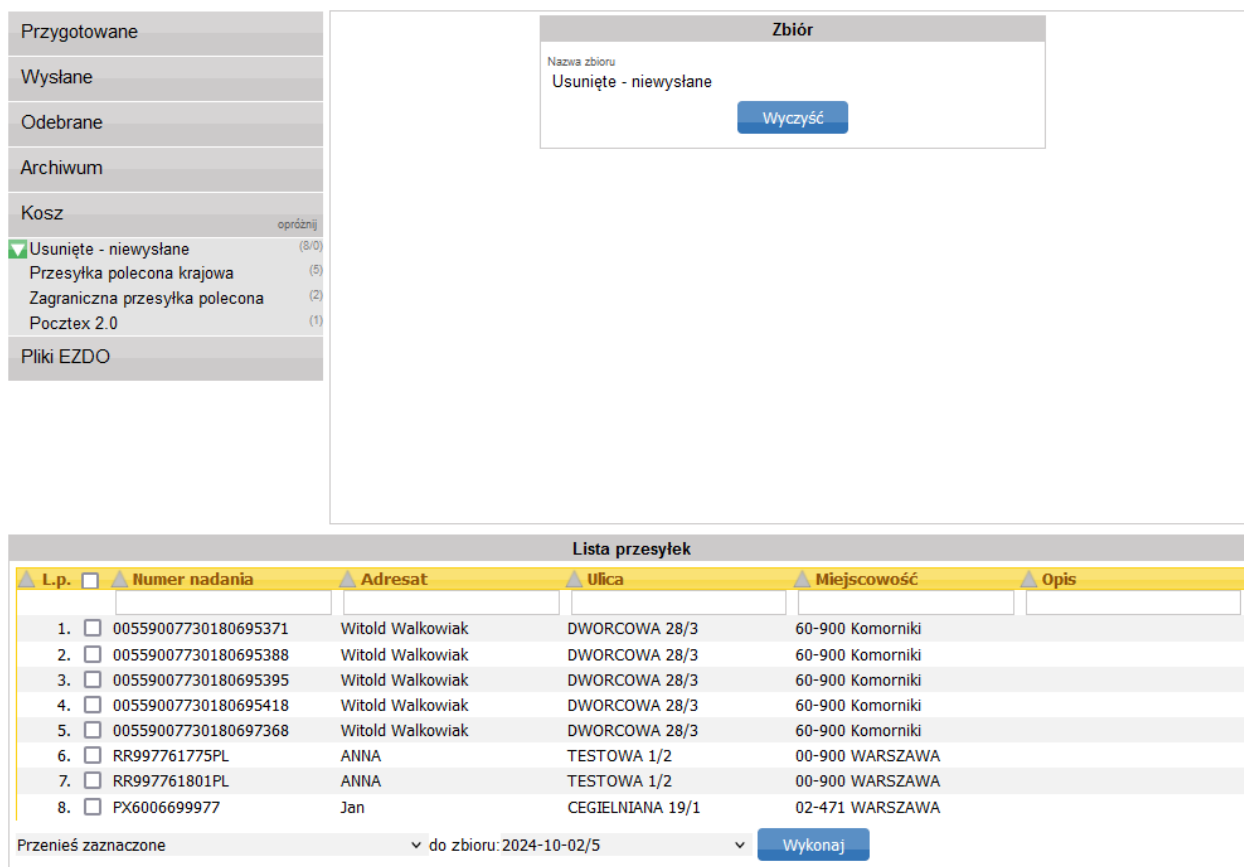 Przygotowane
Wysłane
Odebrane
Archiwum
Kosz
opróżnij
Usunięte - niewysłane (8/0)
Przesyłka polecona krajowa (5)
Zagraniczna przesyłka polecona (2)
Pocztex 2.0 (1)
Pliki EZDO
Zbiór
Nazwa zbioru
Usunięte - niewysłane
Wyczyść
Lista przesyłek
L.p. Numer nadania Adresat Ulica Miejscowość Opis
1. 00559007730180695371 Witold Walkowiak DWORCOWA 28/3 60-900 Komorniki
2. 00559007730180695388 Witold Walkowiak DWORCOWA 28/3 60-900 Komorniki
3. 00559007730180695395 Witold Walkowiak DWORCOWA 28/3 60-900 Komorniki
4. 00559007730180695418 Witold Walkowiak DWORCOWA 28/3 60-900 Komorniki
5. 00559007730180697368 Witold Walkowiak DWORCOWA 28/3 60-900 Komorniki
6. RR997761775PL ANNA TESTOWA 1/2 00-900 WARSZAWA
7. RR997761801PL ANNA TESTOWA 1/2 00-900 WARSZAWA
8. PX6006699977 Jan CEGIELNIANA 19/1 02-471 WARSZAWA
Przenieś zaznaczone do zbioru: 2024-10-02/5 Wykonaj